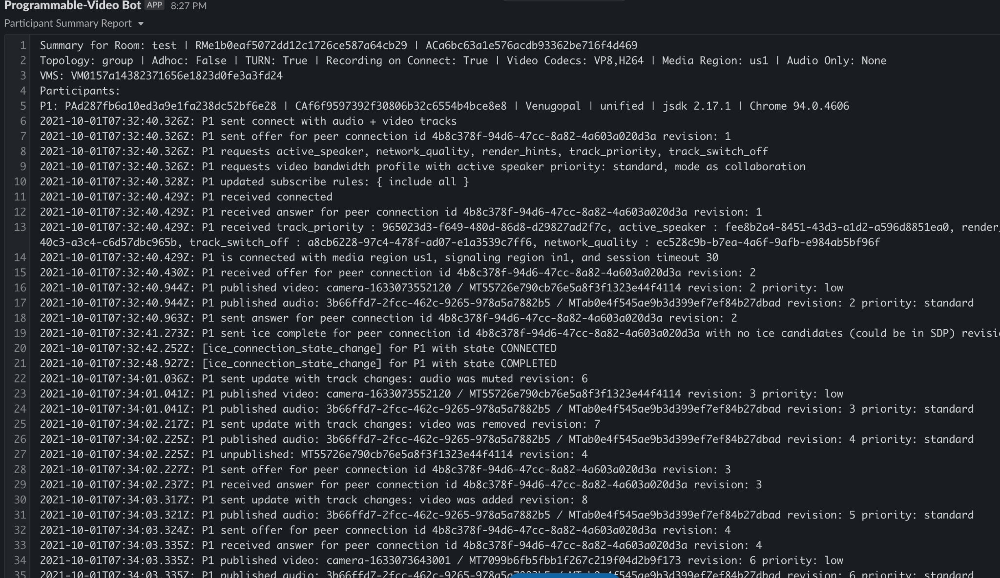 Programmable-Video Bot APP 8:27 PM
Participant Summary Report
1 Summary for Room: test | RMe1b0eaf5072dd12c1726ce587a64cb29 | ACa6bc63a1e576acdb93362be716f4d469
2 Topology: group | Adhoc: False | TURN: True | Recording on Connect: True | Video Codecs: VP8,H264 | Media Region: us1 | Audio Only: None
3 VMS: VM0157a14382371656e1823d0fe3a3fd24
4 Participants:
5 P1: PAd287fb6a10ed3a9e1fa238dc52bf6e28 | CAf6f9597392f30806b32c6554b4bce8e8 | Venugopal | unified | jsdk 2.17.1 | Chrome 94.0.4606
6 2021-10-01T07:32:40.326Z: P1 sent connect with audio + video tracks
7 2021-10-01T07:32:40.326Z: P1 sent offer for peer connection id 4b8c378f-94d6-47cc-8a82-4a603a020d3a revision: 1
8 2021-10-01T07:32:40.326Z: P1 requests active_speaker, network_quality, render_hints, track_priority, track_switch_off
9 2021-10-01T07:32:40.326Z: P1 requests video bandwidth profile with active speaker priority: standard, mode as collaboration
10 2021-10-01T07:32:40.328Z: P1 updated subscribe rules: { include all }
11 2021-10-01T07:32:40.429Z: P1 received connected
12 2021-10-01T07:32:40.429Z: P1 received answer for peer connection id 4b8c378f-94d6-47cc-8a82-4a603a020d3a revision: 1
13 2021-10-01T07:32:40.429Z: P1 received track_priority : 965023d3-f649-480d-86d8-d29827ad2f7c, active_speaker : fee8b2a4-8451-43d3-a1d2-a596d8851ea0, render_
40c3-a3c4-c6d57dbc965b, track_switch_off : a8cb6228-97c4-478f-ad07-e1a3539c7ff6, network_quality : ec528c9b-b7ea-4a6f-9afb-e984ab5bf96f
14 2021-10-01T07:32:40.429Z: P1 is connected with media region us1, signaling region in1, and session timeout 30
15 2021-10-01T07:32:40.430Z: P1 received offer for peer connection id 4b8c378f-94d6-47cc-8a82-4a603a020d3a revision: 2
16 2021-10-01T07:32:40.944Z: P1 published video: camera-1633073552120 / MT55726e790cb76e5a8f3f1323e44f4114 revision: 2 priority: low
17 2021-10-01T07:32:40.944Z: P1 published audio: 3b66ffd7-2fcc-462c-9265-978a5a7882b5 / MTab0e4f545ae9b3d399ef7ef84b27dbad revision: 2 priority: standard
18 2021-10-01T07:32:40.963Z: P1 sent answer for peer connection id 4b8c378f-94d6-47cc-8a82-4a603a020d3a revision: 2
19 2021-10-01T07:32:41.273Z: P1 sent ice complete for peer connection id 4b8c378f-94d6-47cc-8a82-4a603a020d3a with no ice candidates (could be in SDP) revisi
20 2021-10-01T07:32:42.252Z: [ice_connection_state_change] for P1 with state CONNECTED
21 2021-10-01T07:32:48.927Z: [ice_connection_state_change] for P1 with state COMPLETED
22 2021-10-01T07:34:01.036Z: P1 sent update with track changes: audio was muted revision: 6
23 2021-10-01T07:34:01.041Z: P1 published video: camera-1633073552120 / MT55726e790cb76e5a8f3f1323e44f4114 revision: 3 priority: low
24 2021-10-01T07:34:01.041Z: P1 published audio: 3b66ffd7-2fcc-462c-9265-978a5a7882b5 / MTab0e4f545ae9b3d399ef7ef84b27dbad revision: 3 priority: standard
25 2021-10-01T07:34:02.217Z: P1 sent update with track changes: video was removed revision: 7
26 2021-10-01T07:34:02.225Z: P1 published audio: 3b66ffd7-2fcc-462c-9265-978a5a7882b5 / MTab0e4f545ae9b3d399ef7ef84b27dbad revision: 4 priority: standard
27 2021-10-01T07:34:02.225Z: P1 unpublished: MT55726e790cb76e5a8f3f1323e44f4114 revision: 4
28 2021-10-01T07:34:02.227Z: P1 sent offer for peer connection id 4b8c378f-94d6-47cc-8a82-4a603a020d3a revision: 3
29 2021-10-01T07:34:02.237Z: P1 received answer for peer connection id 4b8c378f-94d6-47cc-8a82-4a603a020d3a revision: 3
30 2021-10-01T07:34:03.317Z: P1 sent update with track changes: video was added revision: 8
31 2021-10-01T07:34:03.321Z: P1 published audio: 3b66ffd7-2fcc-462c-9265-978a5a7882b5 / MTab0e4f545ae9b3d399ef7ef84b27dbad revision: 5 priority: standard
32 2021-10-01T07:34:03.324Z: P1 sent offer for peer connection id 4b8c378f-94d6-47cc-8a82-4a603a020d3a revision: 4
33 2021-10-01T07:34:03.335Z: P1 received answer for peer connection id 4b8c378f-94d6-47cc-8a82-4a603a020d3a revision: 4
34 2021-10-01T07:34:03.335Z: P1 published video: camera-1633073643001 / MT7099b6fb5fbb1f267c219f04d2b9f173 revision: 6 priority: low
35 2021-10-01T07:34:03.335Z: P1 published audio: revision: 6 priority: standard